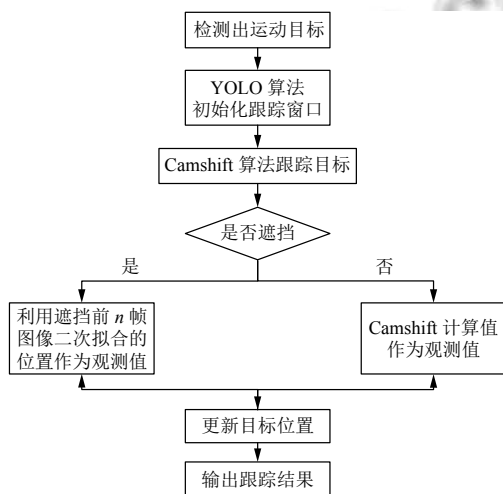 检测出运动目标
YOLO 算法
初始化跟踪窗口
Camshift 算法跟踪目标
是否遮挡
是
否
利用遮挡前 n 帧
图像二次拟合的
位置作为观测值
Camshift 计算值
作为观测值
更新目标位置
输出跟踪结果